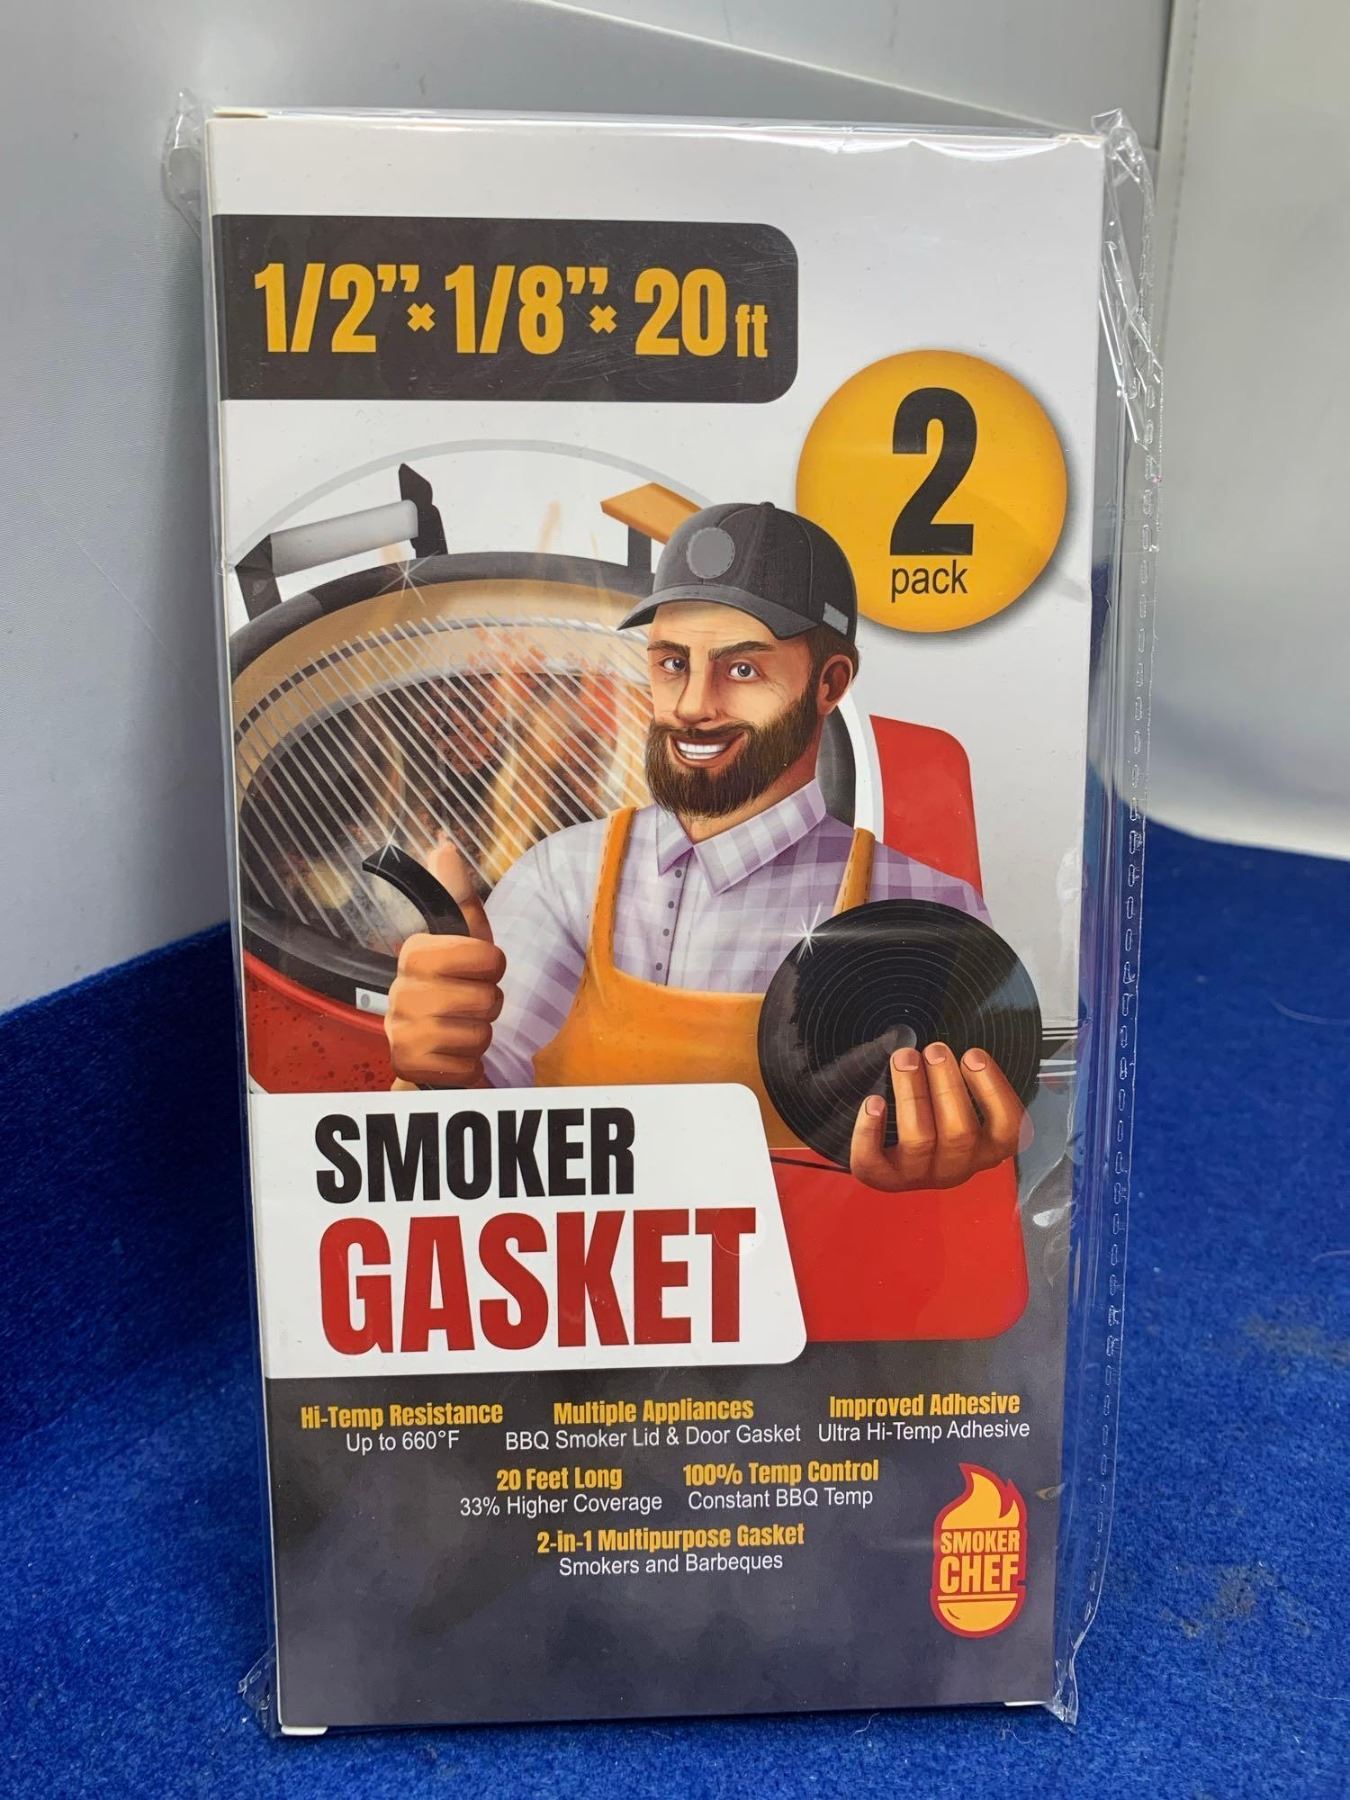 1/2”×1/8”×20ft
2
pack
SMOKER
GASKET
Hi-Temp Resistance
Up to 660°F
Multiple Appliances
BBQ Smoker Lid & Door Gasket
Improved Adhesive
Ultra Hi-Temp Adhesive
20 Feet Long
33% Higher Coverage
100% Temp Control
Constant BBQ Temp
2-in-1 Multipurpose Gasket
Smokers and Barbeques
SMOKER
CHEF